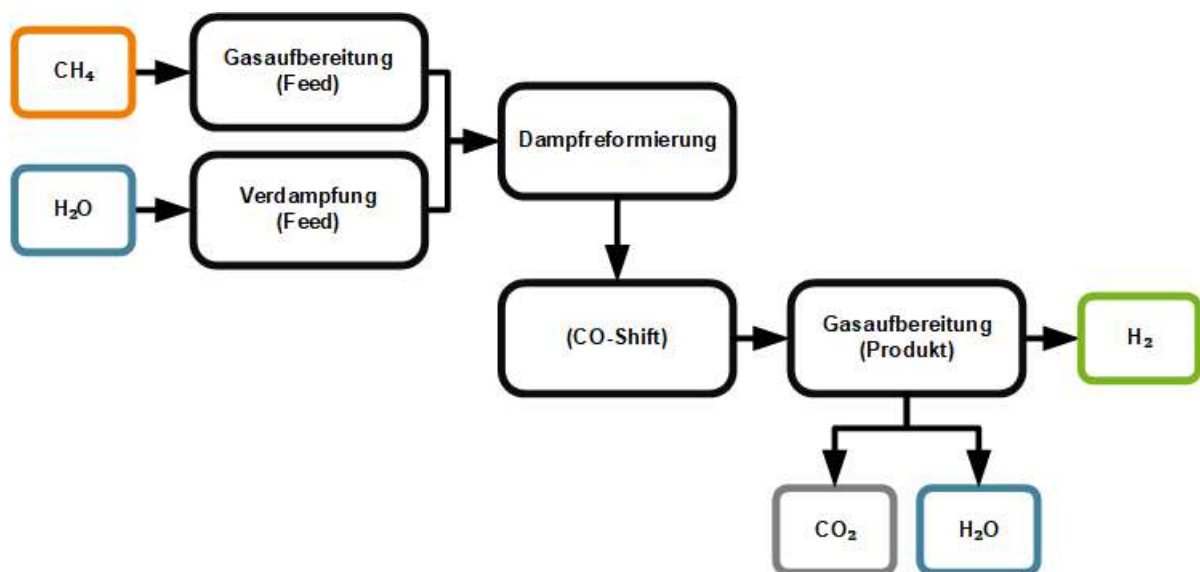 CH₄
Gasaufbereitung
(Feed)
H₂O
Verdampfung
(Feed)
Dampfreformierung
(CO-Shift)
Gasaufbereitung
(Produkt)
H₂
CO₂
H₂O